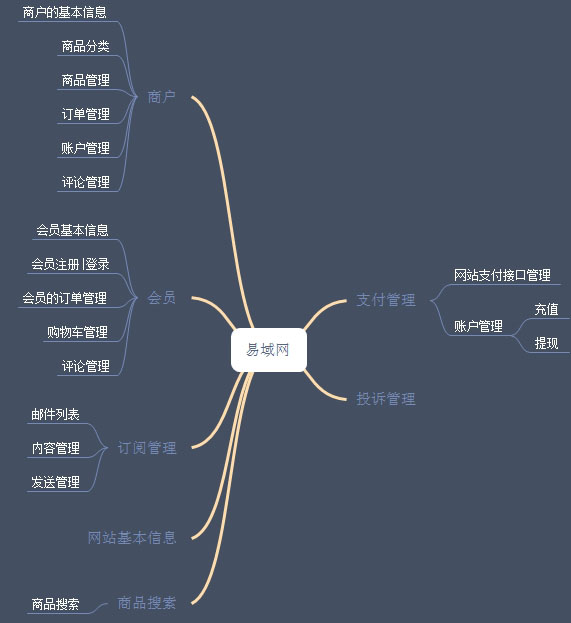 商户的基本信息
商品分类
商品管理
订单管理
账户管理
评论管理
商户
会员基本信息
会员注册|登录
会员的订单管理
购物车管理
评论管理
会员
邮件列表
内容管理
发送管理
订阅管理
网站基本信息
商品搜索
商品搜索
易域网
支付管理
网站支付接口管理
账户管理
充值
提现
投诉管理